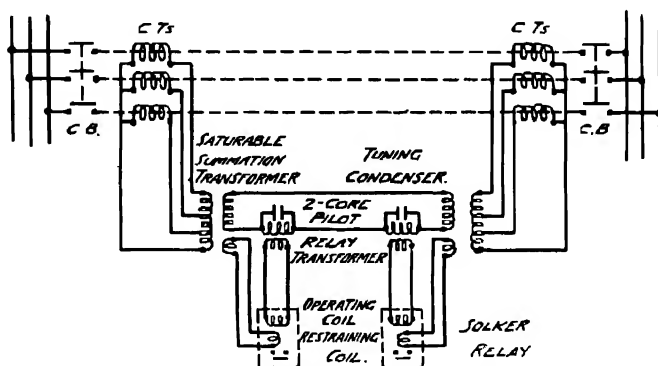 C Ts
C Ts
C.B.
C.B
SATURABLE
SUMMATION
TRANSFORMER
TUNING
CONDENSER.
2-CORE
PILOT
RELAY
TRANSFORMER
OPERATING
COIL
RESTRAINING
COIL.
SOLKER
RELAY